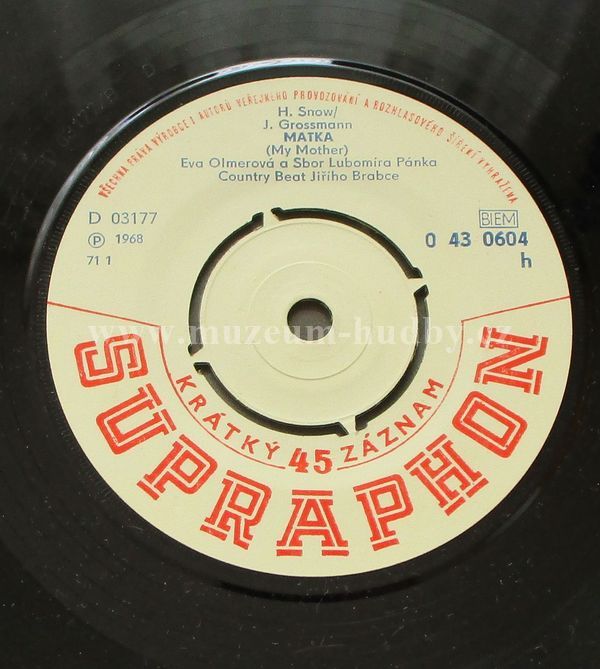 VŠECHNA PRÁVA VÝROBCE I AUTORŮ VEŘEJNÉHO PROVOZOVÁNÍ A ROZHLASOVÉHO ŠÍŘENÍ VYHRAZENA
H. Snow/
J. Grossmann
MATKA
(My Mother)
Eva Olmerová a Sbor Lubomíra Pánka
Country Beat Jiřího Brabce
D 03177
BIEM
Ⓟ 1968
0 43 0604
71 1
h
www.muzeum-hudby.cz
KRÁTKÝ 45 ZÁZNAM
SUPRAPHON